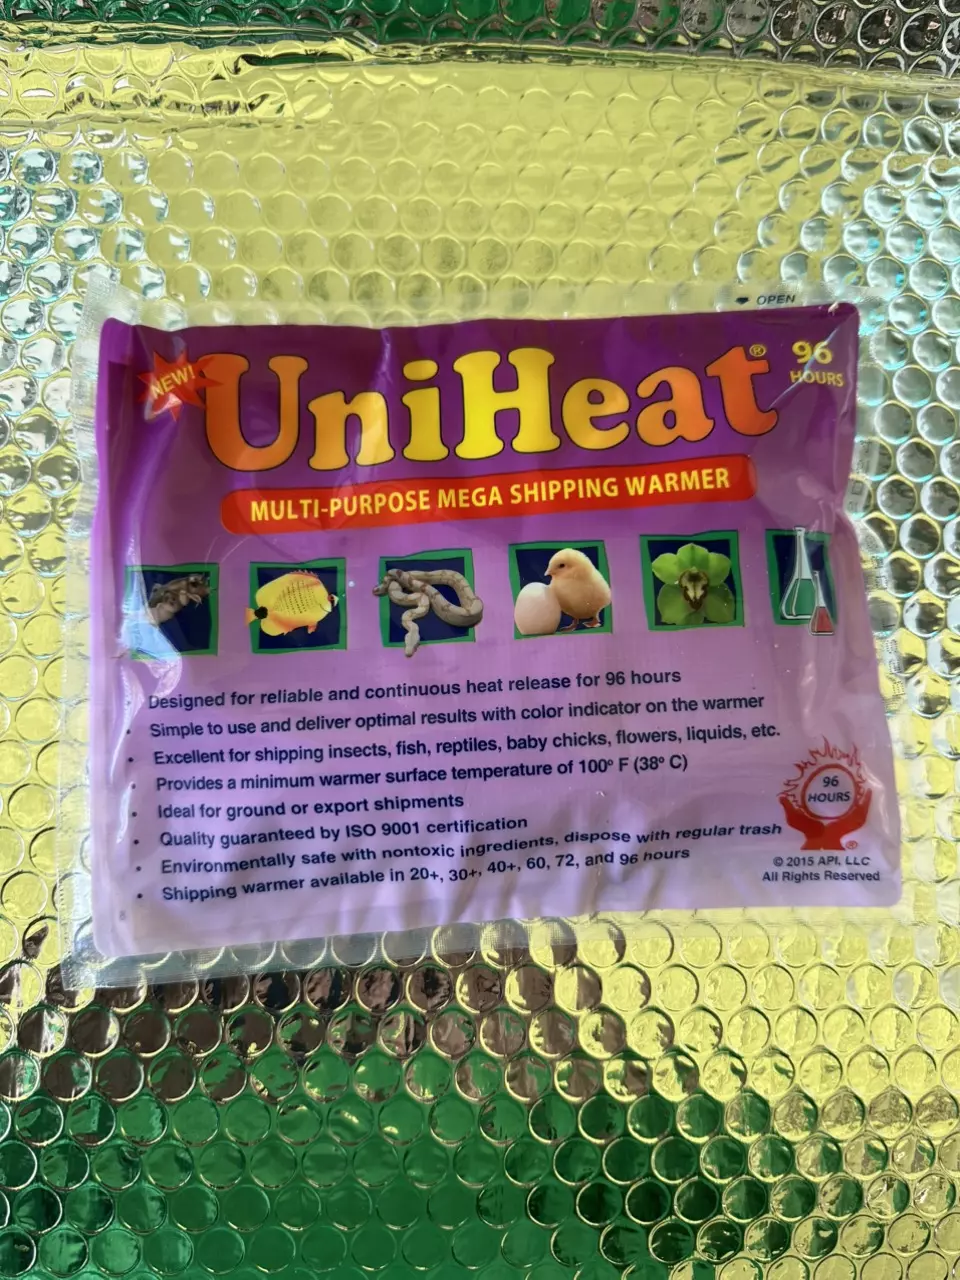 OPEN
NEW!
UniHeat®
96
HOURS
MULTI-PURPOSE MEGA SHIPPING WARMER
• Designed for reliable and continuous heat release for 96 hours
• Simple to use and deliver optimal results with color indicator on the warmer
• Excellent for shipping insects, fish, reptiles, baby chicks, flowers, liquids, etc.
• Provides a minimum warmer surface temperature of 100º F (38º C)
• Ideal for ground or export shipments
• Quality guaranteed by ISO 9001 certification
• Environmentally safe with nontoxic ingredients, dispose with regular trash
• Shipping warmer available in 20+, 30+, 40+, 60, 72, and 96 hours
96
HOURS
®
© 2015 API, LLC
All Rights Reserved